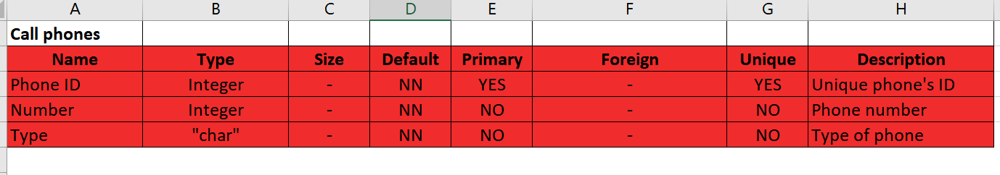 A B C D E F G H
Call phones
Name Type Size Default Primary Foreign Unique Description
Phone ID Integer - NN YES - YES Unique phone's ID
Number Integer - NN NO - NO Phone number
Type "char" - NN NO - NO Type of phone